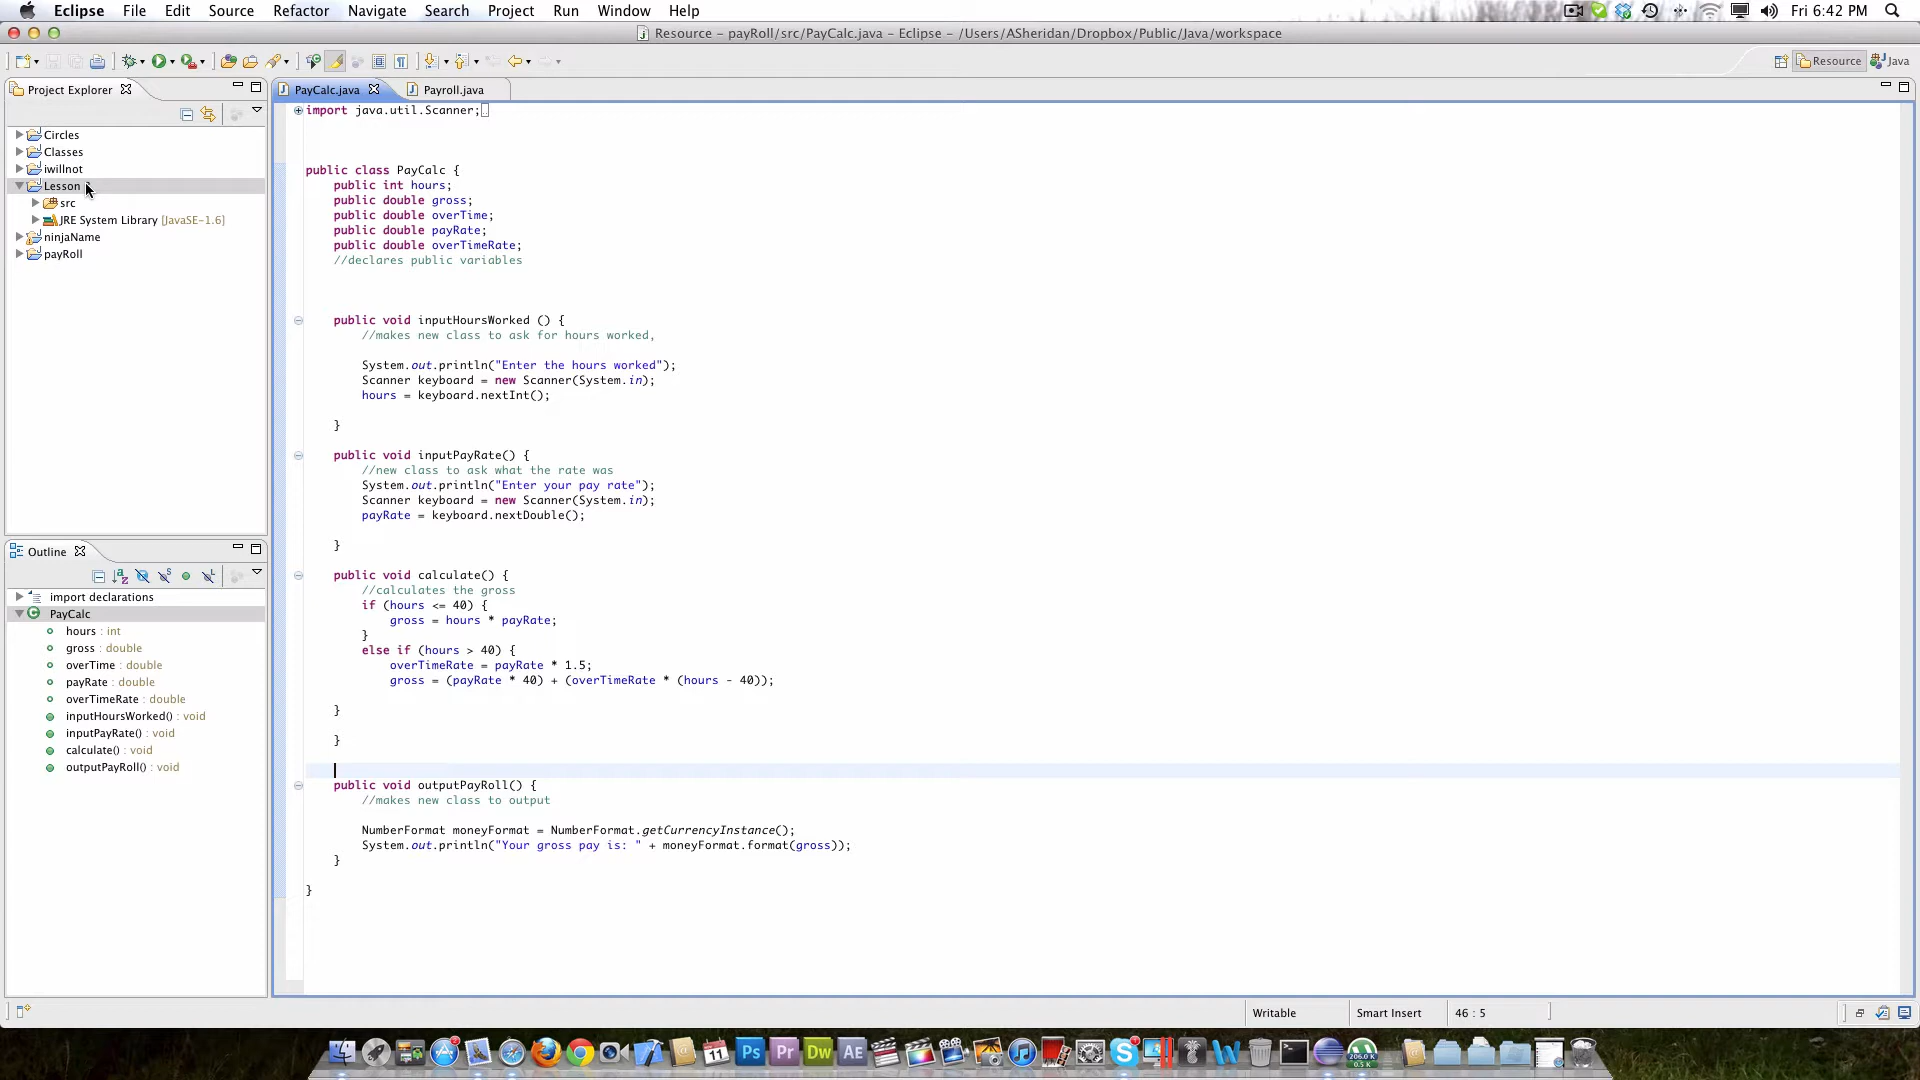 Eclipse File Edit Source Refactor Navigate Search Project Run Window Help Fri 6:42 PM
Resource – payRoll/src/PayCalc.java – Eclipse – /Users/ASheridan/Dropbox/Public/Java/workspace
Resource Java
Project Explorer
Circles
Classes
iwillnot
Lesson
src
JRE System Library [JavaSE-1.6]
ninjaName
payRoll
Outline
import declarations
PayCalc
hours : int
gross : double
overTime : double
payRate : double
overTimeRate : double
inputHoursWorked() : void
inputPayRate() : void
calculate() : void
outputPayRoll() : void
PayCalc.java Payroll.java
import java.util.Scanner;
public class PayCalc {
public int hours;
public double gross;
public double overTime;
public double payRate;
public double overTimeRate;
//declares public variables
public void inputHoursWorked () {
//makes new class to ask for hours worked,
System.out.println("Enter the hours worked");
Scanner keyboard = new Scanner(System.in);
hours = keyboard.nextInt();
}
public void inputPayRate() {
//new class to ask what the rate was
System.out.println("Enter your pay rate");
Scanner keyboard = new Scanner(System.in);
payRate = keyboard.nextDouble();
}
public void calculate() {
//calculates the gross
if (hours <= 40) {
gross = hours * payRate;
}
else if (hours > 40) {
overTimeRate = payRate * 1.5;
gross = (payRate * 40) + (overTimeRate * (hours - 40));
}
}
public void outputPayRoll() {
//makes new class to output
NumberFormat moneyFormat = NumberFormat.getCurrencyInstance();
System.out.println("Your gross pay is: " + moneyFormat.format(gross));
}
}
Writable Smart Insert 46 : 5
11 Ps Pr Dw AE